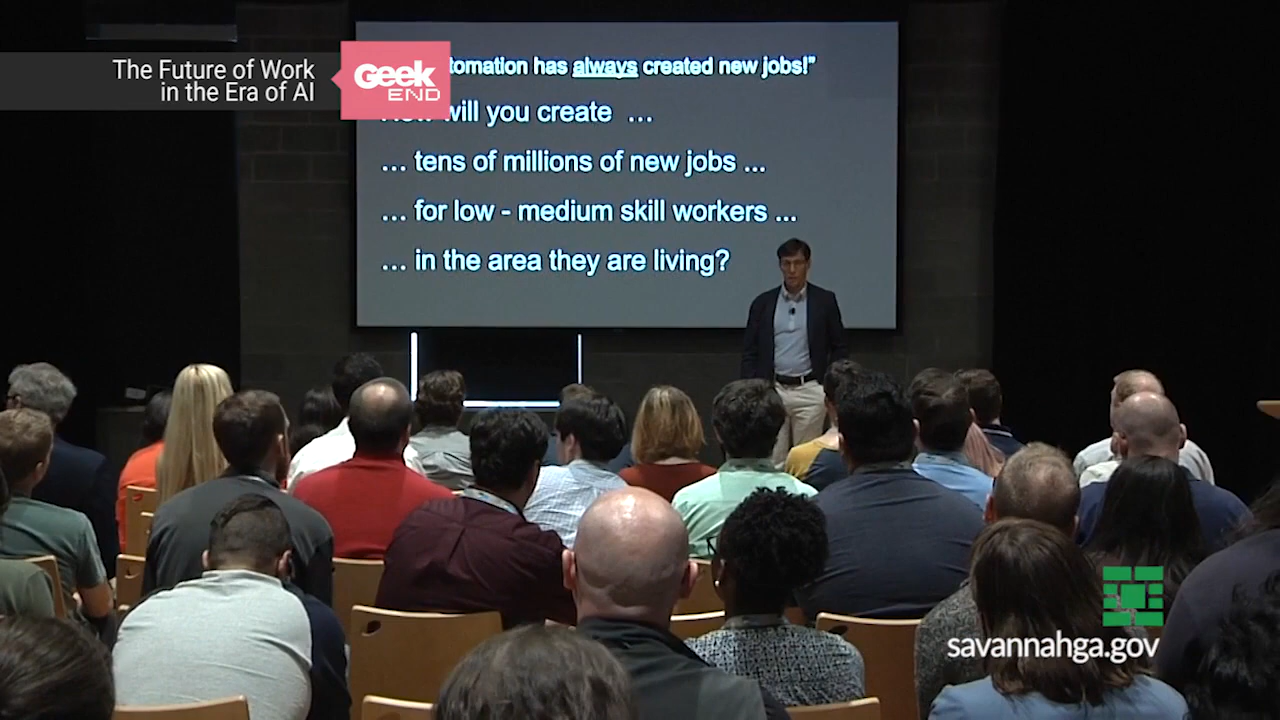 The Future of Work
in the Era of AI
Geek
END
tomation has always created new jobs!”
will you create ...
... tens of millions of new jobs ...
... for low - medium skill workers ...
... in the area they are living?
savannahga.gov